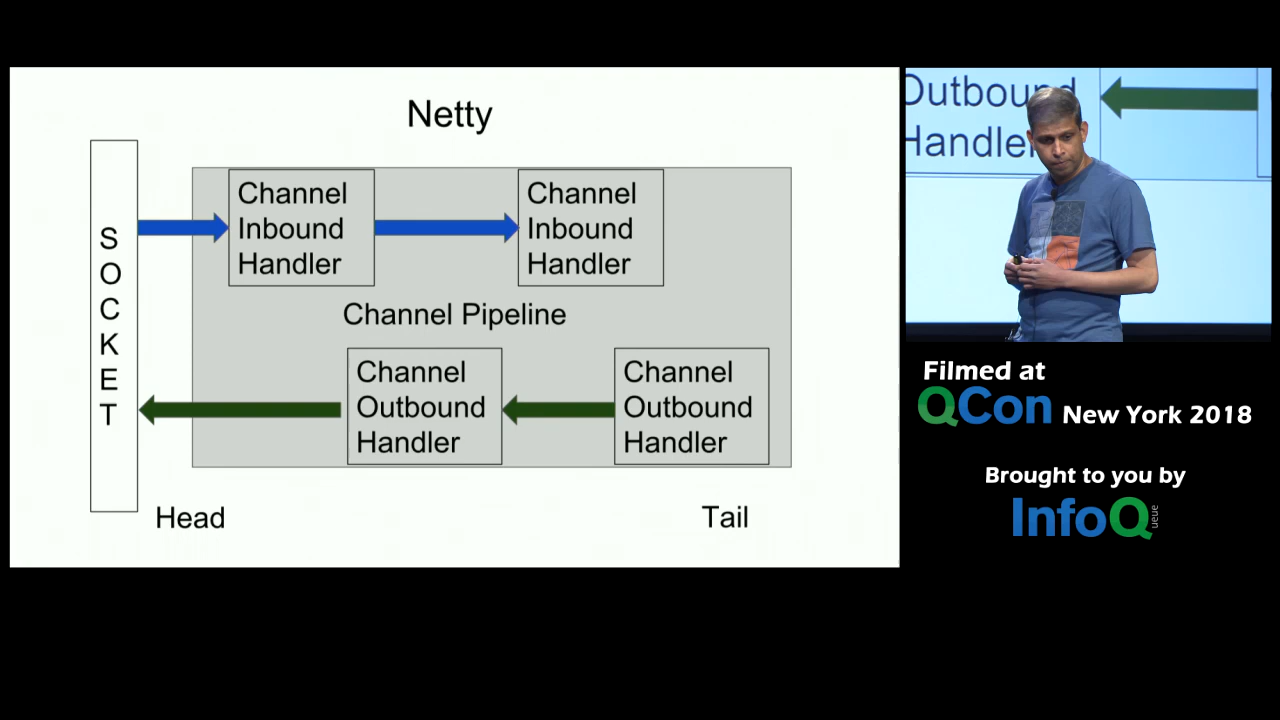 Netty
S
O
C
K
E
T
Channel
Inbound
Handler
Channel
Inbound
Handler
Channel Pipeline
Channel
Outbound
Handler
Channel
Outbound
Handler
Head
Tail
Outbound
Handler
Filmed at
QCon New York 2018
Brought to you by
InfoQ
ueue